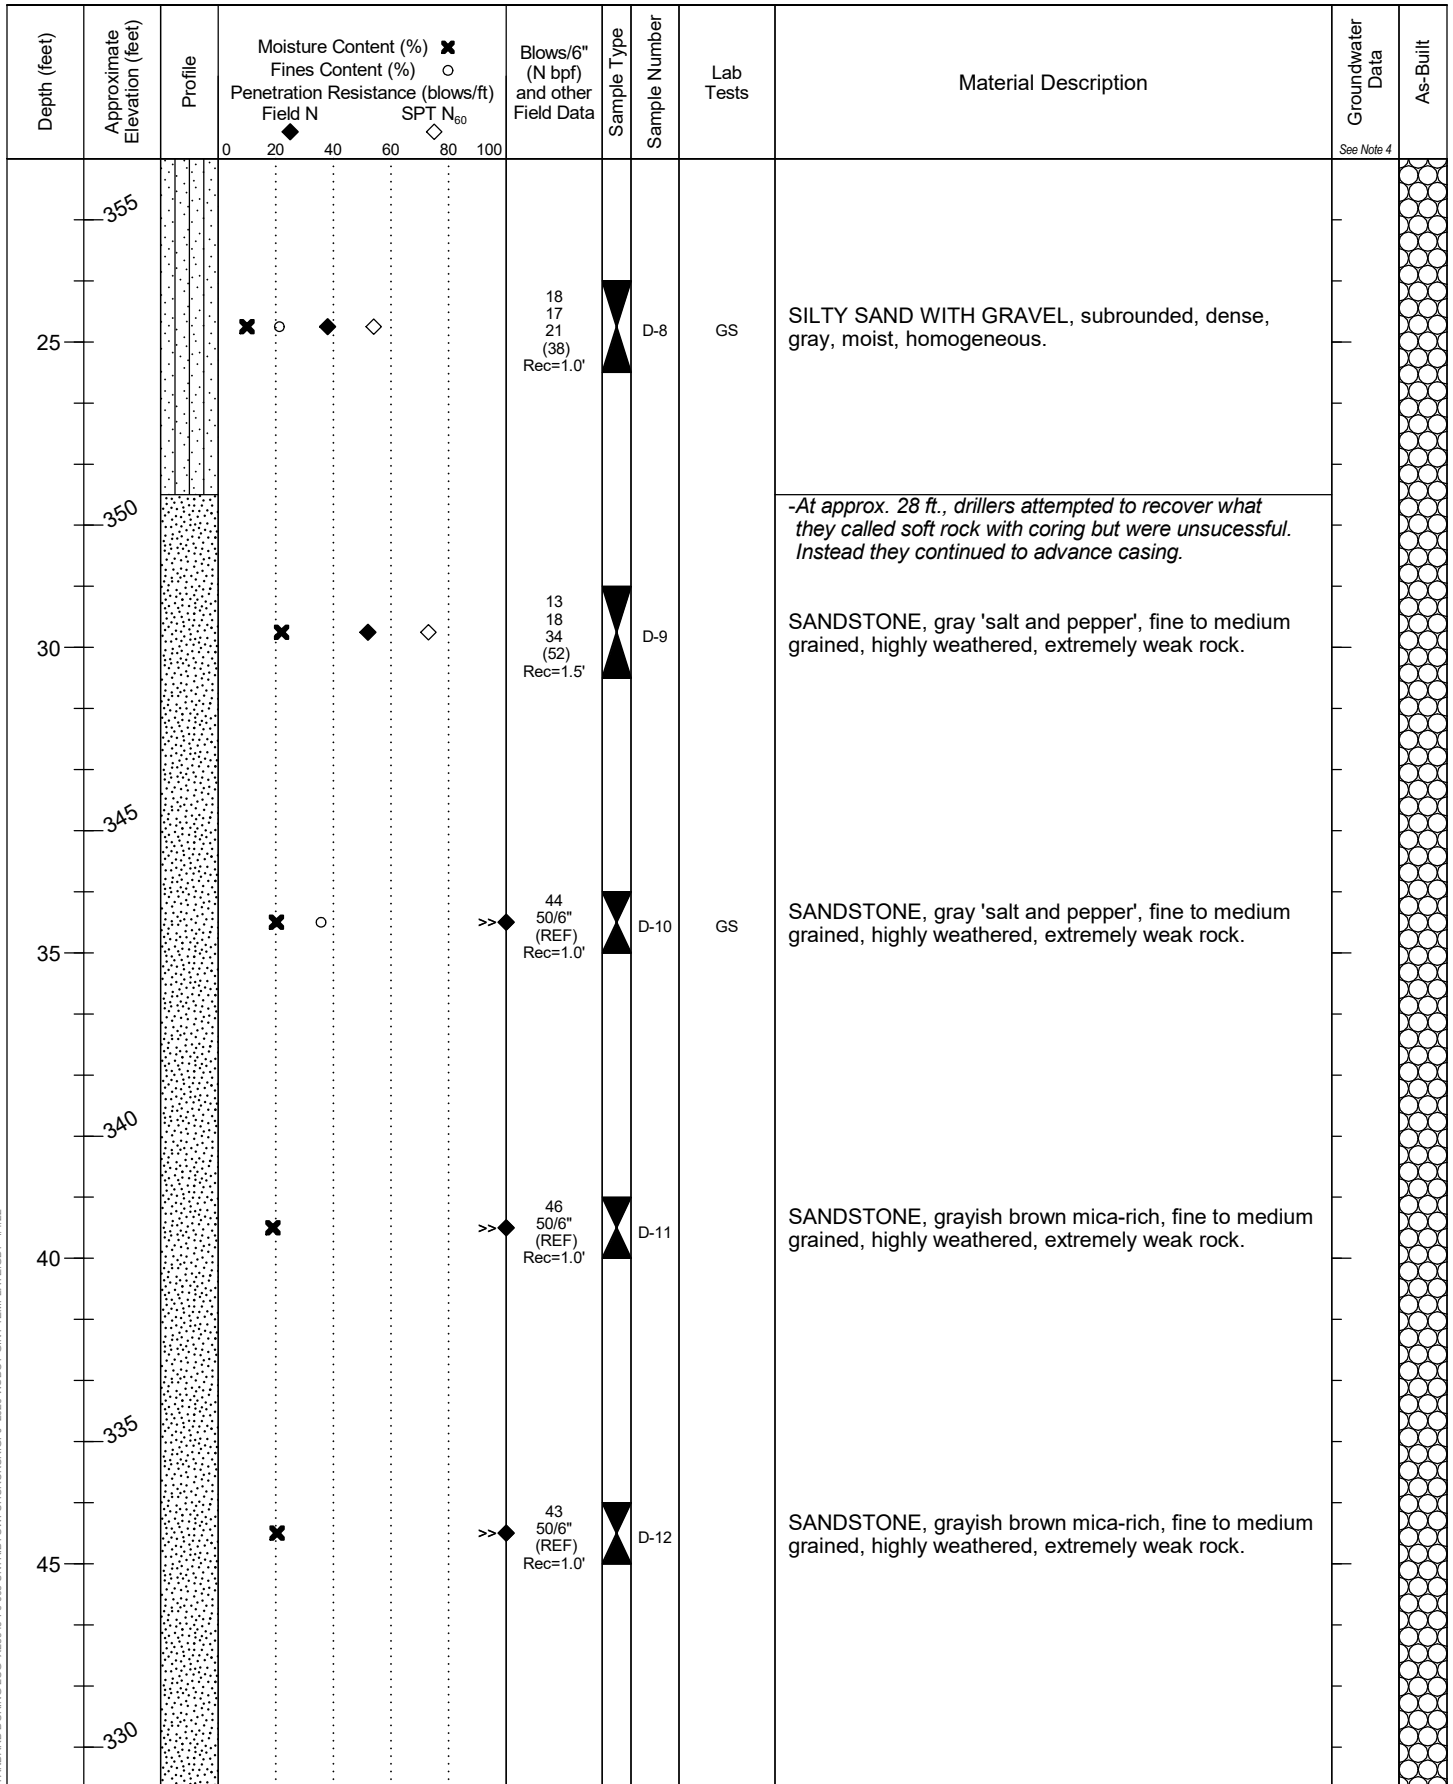 Depth (feet)
Approximate
Elevation (feet)
Profile
Moisture Content (%)
Fines Content (%)
Penetration Resistance (blows/ft)
Field N SPT N60
0 20 40 60 80 100
Blows/6"
(N bpf)
and other
Field Data
Sample Type
Sample Number
Lab
Tests
Material Description
Groundwater
Data
See Note 4
As-Built
355
25
18
17
21
(38)
Rec=1.0'
D-8
GS
SILTY SAND WITH GRAVEL, subrounded, dense,
gray, moist, homogeneous.
350
-At approx. 28 ft., drillers attempted to recover what
they called soft rock with coring but were unsucessful.
Instead they continued to advance casing.
30
13
18
34
(52)
Rec=1.5'
D-9
SANDSTONE, gray 'salt and pepper', fine to medium
grained, highly weathered, extremely weak rock.
345
35
>>
44
50/6"
(REF)
Rec=1.0'
D-10
GS
SANDSTONE, gray 'salt and pepper', fine to medium
grained, highly weathered, extremely weak rock.
340
40
>>
46
50/6"
(REF)
Rec=1.0'
D-11
SANDSTONE, grayish brown mica-rich, fine to medium
grained, highly weathered, extremely weak rock.
335
45
>>
43
50/6"
(REF)
Rec=1.0'
D-12
SANDSTONE, grayish brown mica-rich, fine to medium
grained, highly weathered, extremely weak rock.
330